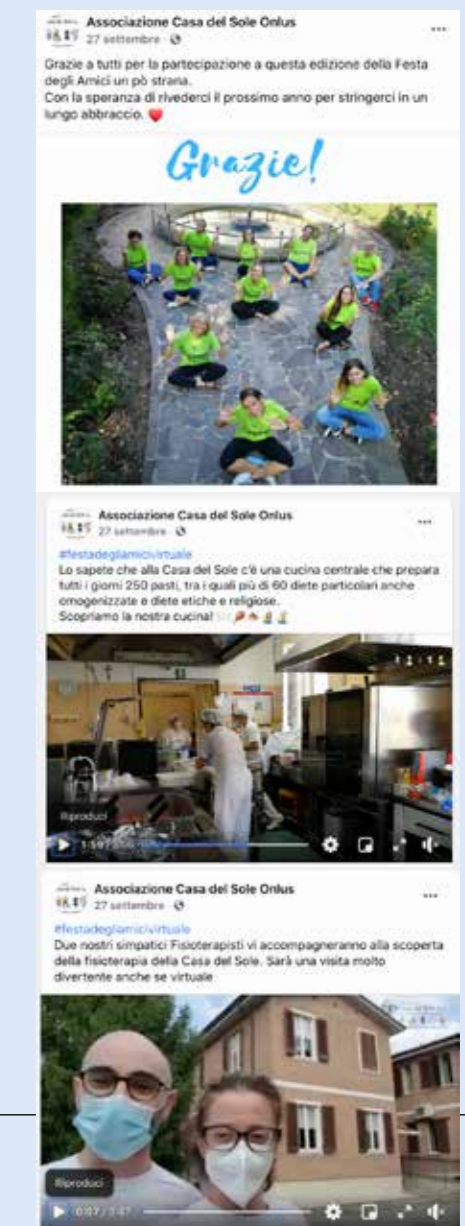 Associazione Casa del Sole Onlus
27 settembre
Grazie a tutti per la partecipazione a questa edizione della Festa
degli Amici un pò strana.
Con la speranza di rivederci il prossimo anno per stringerci in un
lungo abbraccio.
Grazie!
Associazione Casa del Sole Onlus
27 settembre
#festadegliamicivirtuale
Lo sapete che alla Casa del Sole c'è una cucina centrale che prepara
tutti i giorni 250 pasti, tra i quali più di 60 diete particolari anche
omogenizzate e diete etiche e religiose.
Scopriamo la nostra cucina!
Riproduci
Associazione Casa del Sole Onlus
27 settembre
#festadegliamicivirtuale
Due nostri simpatici Fisioterapisti vi accompagneranno alla scoperta
della fisioterapia della Casa del Sole. Sarà una visita molto
divertente anche se virtuale
Riproduci
0:07 / 3:47